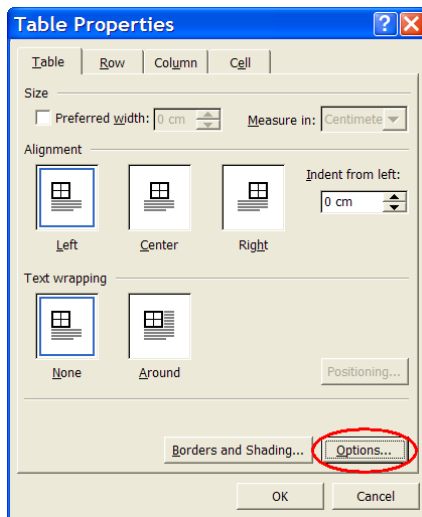 Table Properties
Table Row Column Cell
Size
Preferred width: 0 cm Measure in: Centimete
Alignment
Indent from left:
0 cm
Left Center Right
Text wrapping
None Around Positioning...
Borders and Shading... Options...
OK Cancel